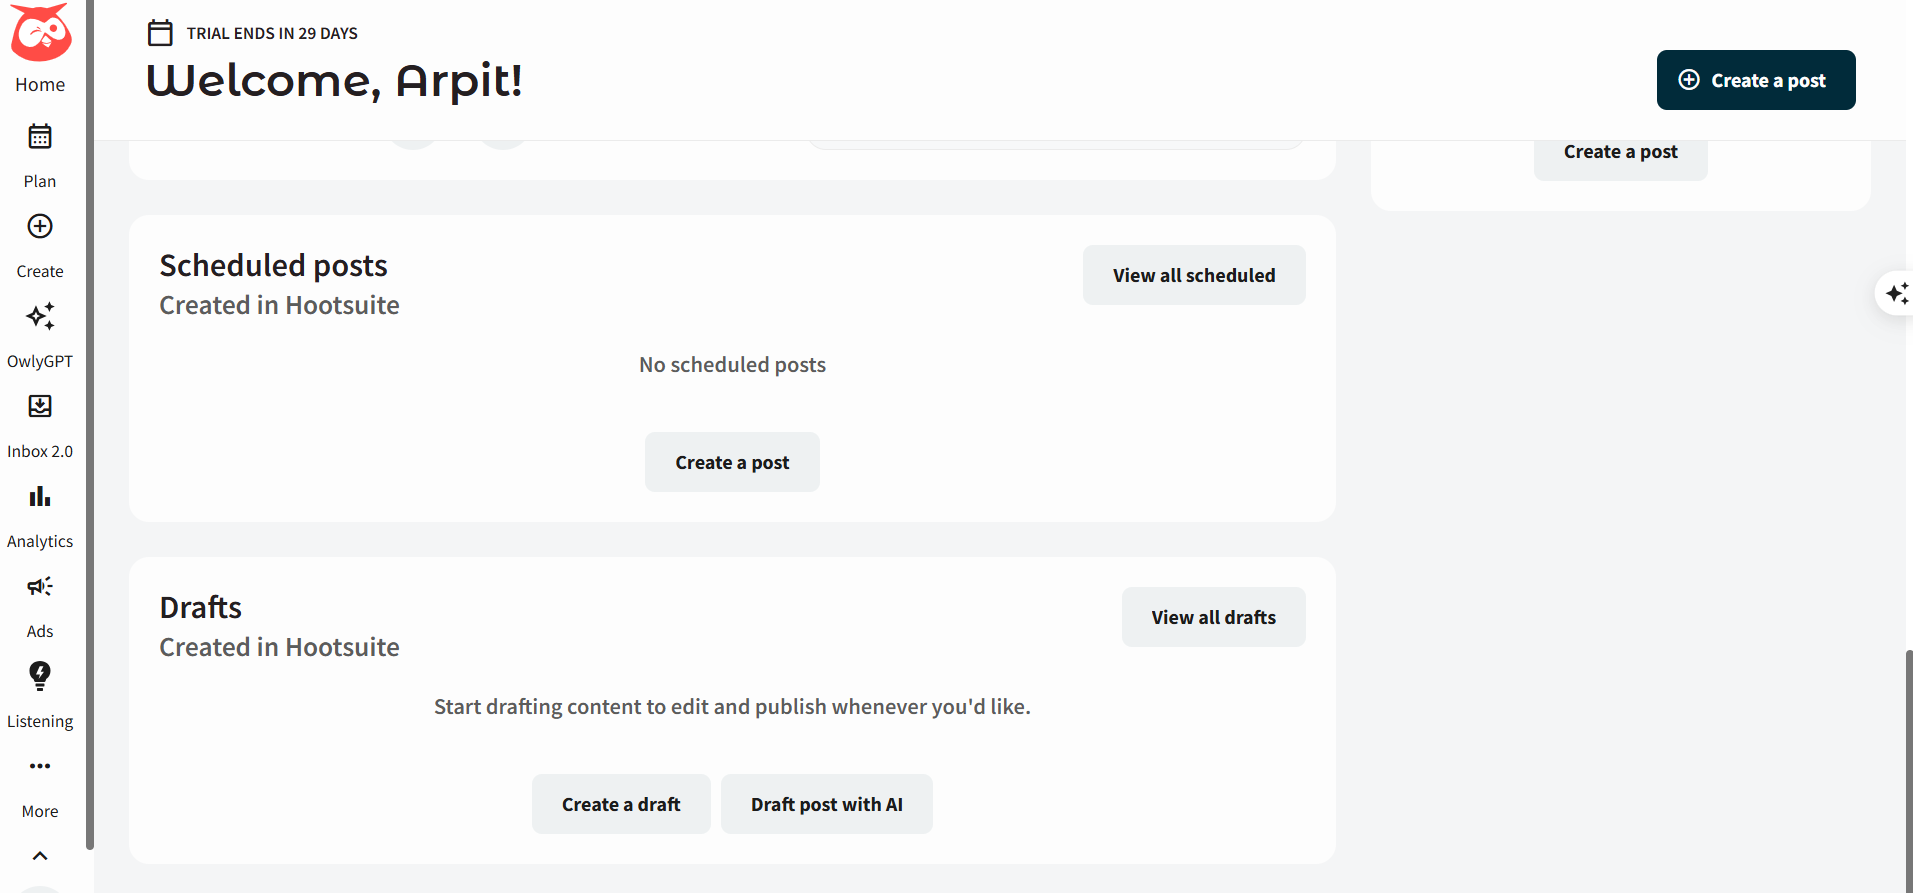 Home
Plan
Create
OwlyGPT
Inbox 2.0
Analytics
Ads
Listening
More
TRIAL ENDS IN 29 DAYS
Welcome, Arpit!
Create a post
Create a post
Scheduled posts
Created in Hootsuite
View all scheduled
No scheduled posts
Create a post
Drafts
Created in Hootsuite
View all drafts
Start drafting content to edit and publish whenever you'd like.
Create a draft
Draft post with AI